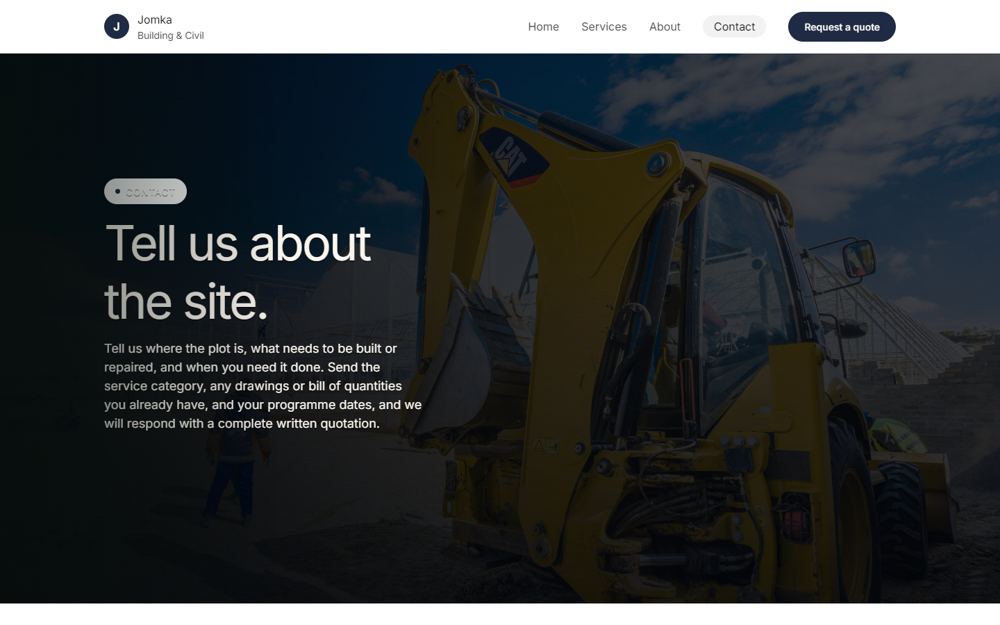 J
Jomka
Building & Civil
Home
Services
About
Contact
Request a quote
CONTACT
CAT
Tell us about
the site.
Tell us where the plot is, what needs to be built or
repaired, and when you need it done. Send the
service category, any drawings or bill of quantities
you already have, and your programme dates, and we
will respond with a complete written quotation.